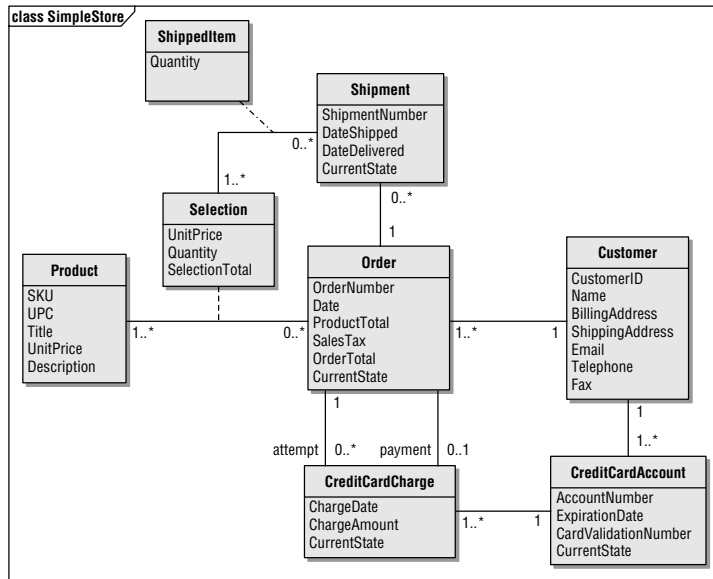 class SimpleStore
ShippedItem
Quantity
Shipment
ShipmentNumber
DateShipped
DateDelivered
CurrentState
0..*
1..*
0..*
1
Selection
UnitPrice
Quantity
SelectionTotal
Product
SKU
UPC
Title
UnitPrice
Description
1..*
0..*
Order
OrderNumber
Date
ProductTotal
SalesTax
OrderTotal
CurrentState
1..*
1
Customer
CustomerID
Name
BillingAddress
ShippingAddress
Email
Telephone
Fax
1
1..*
1
attempt
0..*
payment
0..1
CreditCardCharge
ChargeDate
ChargeAmount
CurrentState
1..*
1
CreditCardAccount
AccountNumber
ExpirationDate
CardValidationNumber
CurrentState